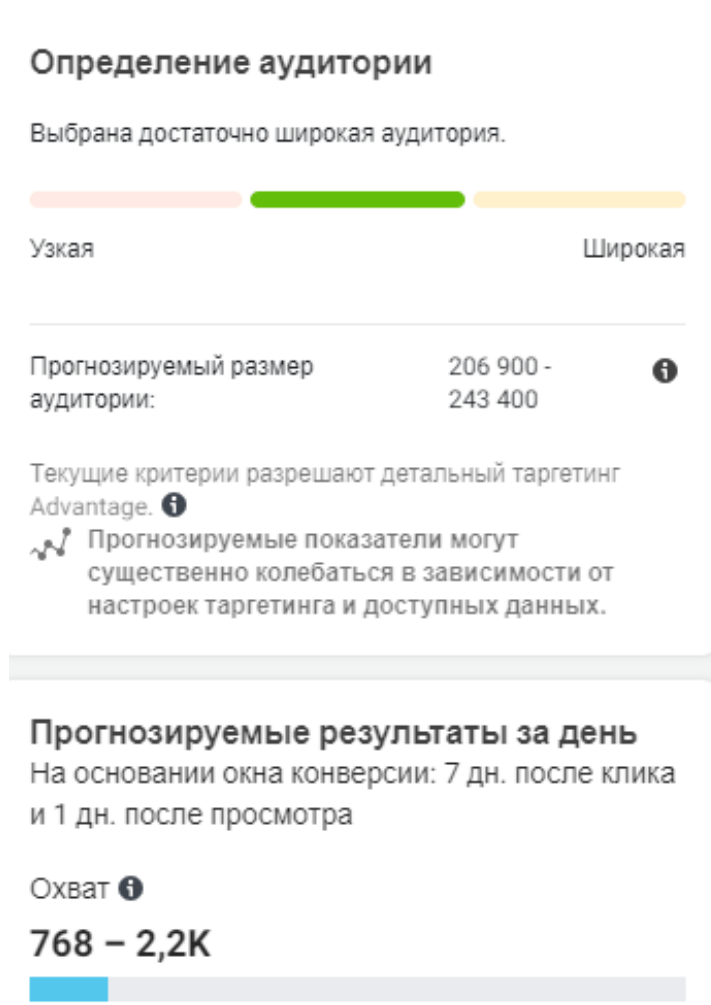 Определение аудитории
Выбрана достаточно широкая аудитория.
Узкая
Широкая
Прогнозируемый размер
аудитории:
206 900 -
243 400
Текущие критерии разрешают детальный таргетинг
Advantage.
Прогнозируемые показатели могут
существенно колебаться в зависимости от
настроек таргетинга и доступных данных.
Прогнозируемые результаты за день
На основании окна конверсии: 7 дн. после клика
и 1 дн. после просмотра
Охват
768 – 2,2K